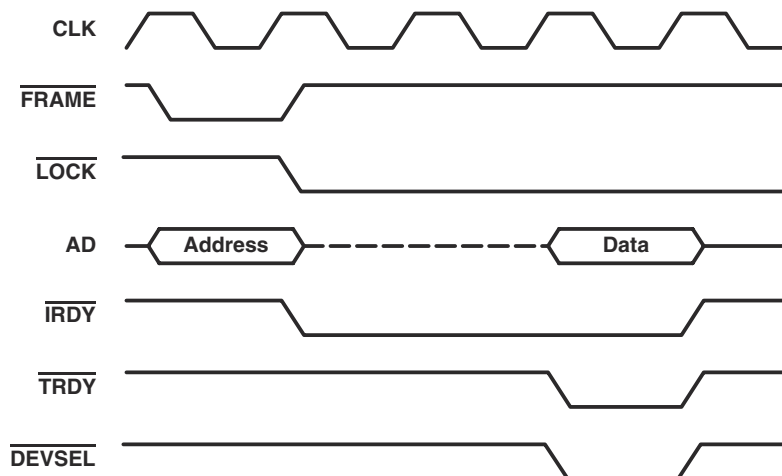 CLK
FRAME
LOCK
AD Address Data
IRDY
TRDY
DEVSEL